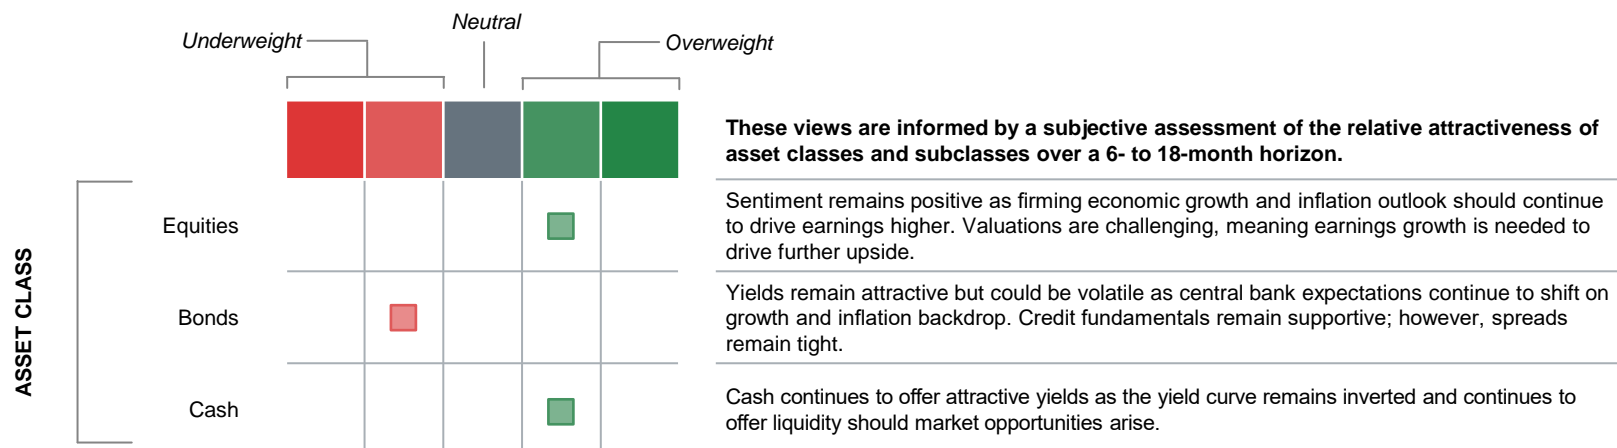 Neutral
Underweight
Overweight
These views are informed by a subjective assessment of the relative attractiveness of
asset classes and subclasses over a 6- to 18-month horizon.
ASSET CLASS
Equities
Sentiment remains positive as firming economic growth and inflation outlook should continue
to drive earnings higher. Valuations are challenging, meaning earnings growth is needed to
drive further upside.
Bonds
Yields remain attractive but could be volatile as central bank expectations continue to shift on
growth and inflation backdrop. Credit fundamentals remain supportive; however, spreads
remain tight.
Cash
Cash continues to offer attractive yields as the yield curve remains inverted and continues to
offer liquidity should market opportunities arise.